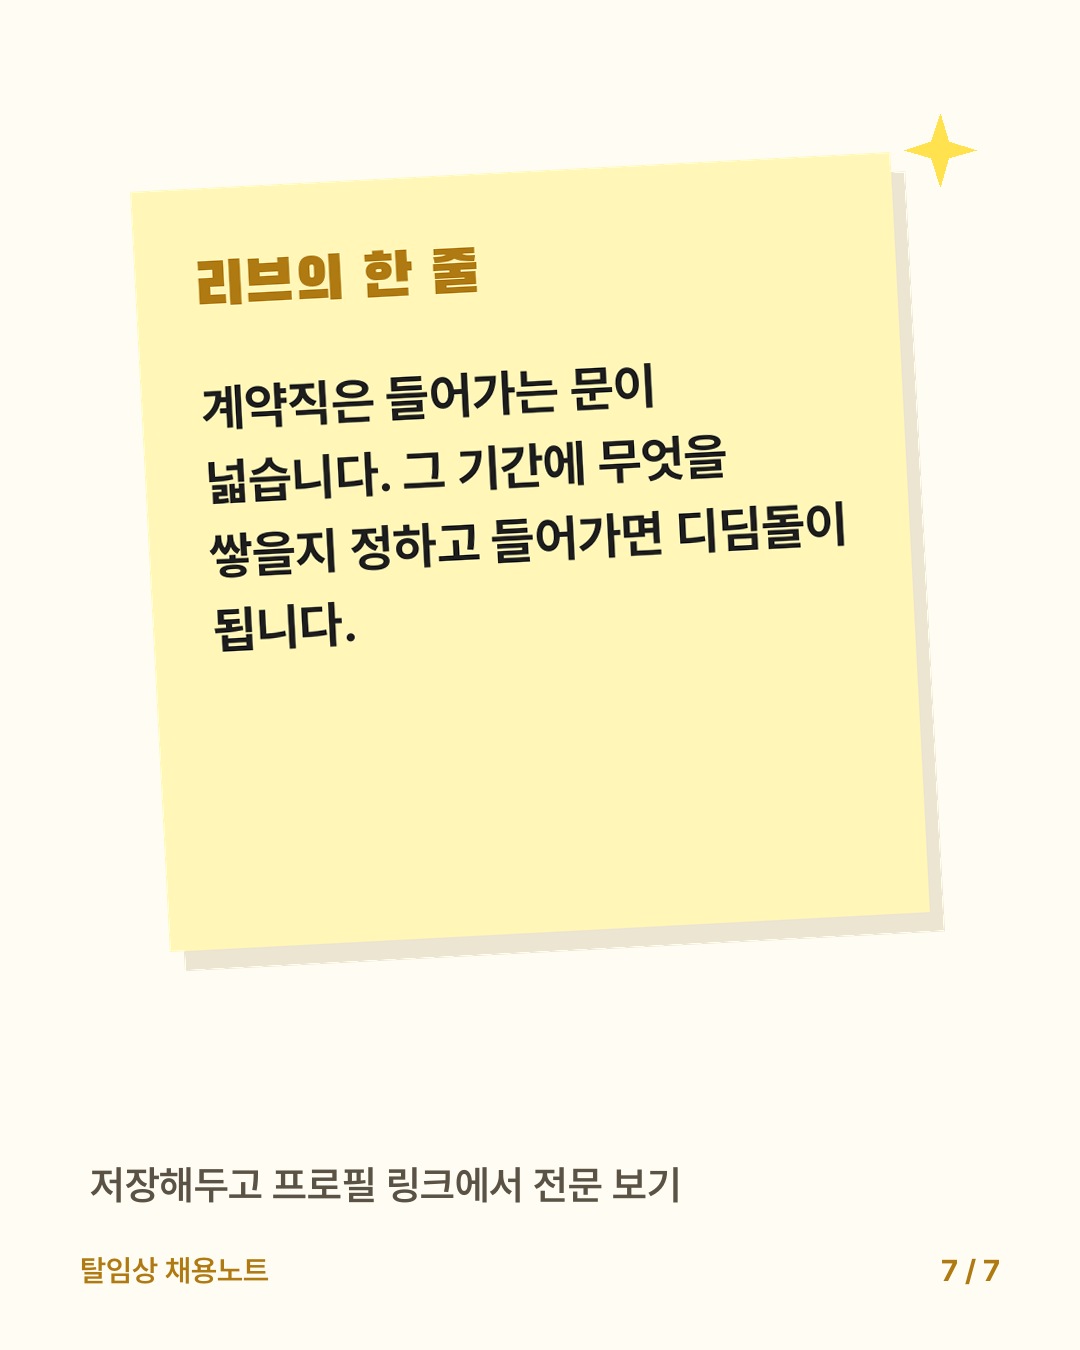 리브의 한 줄
계약직은 들어가는 문이
넓습니다. 그 기간에 무엇을
쌓을지 정하고 들어가면 디딤돌이
됩니다.
저장해두고 프로필 링크에서 전문 보기
탈임상 채용노트
7 / 7